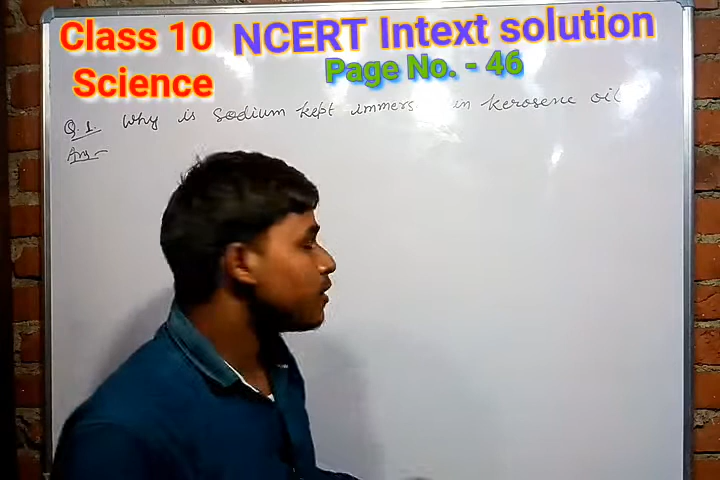 Class 10 NCERT Intext solution
Science Page No. - 46
Q.1. Why is sodium kept immers in kerosene oil
Ans-